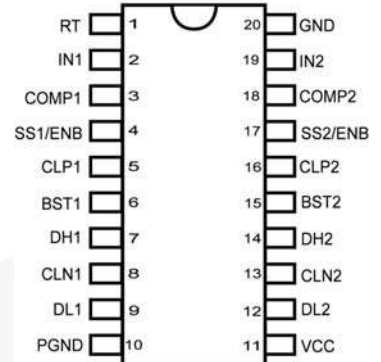 RT 1 20 GND
IN1 2 19 IN2
COMP1 3 18 COMP2
SS1/ENB 4 17 SS2/ENB
CLP1 5 16 CLP2
BST1 6 15 BST2
DH1 7 14 DH2
CLN1 8 13 CLN2
DL1 9 12 DL2
PGND 10 11 VCC